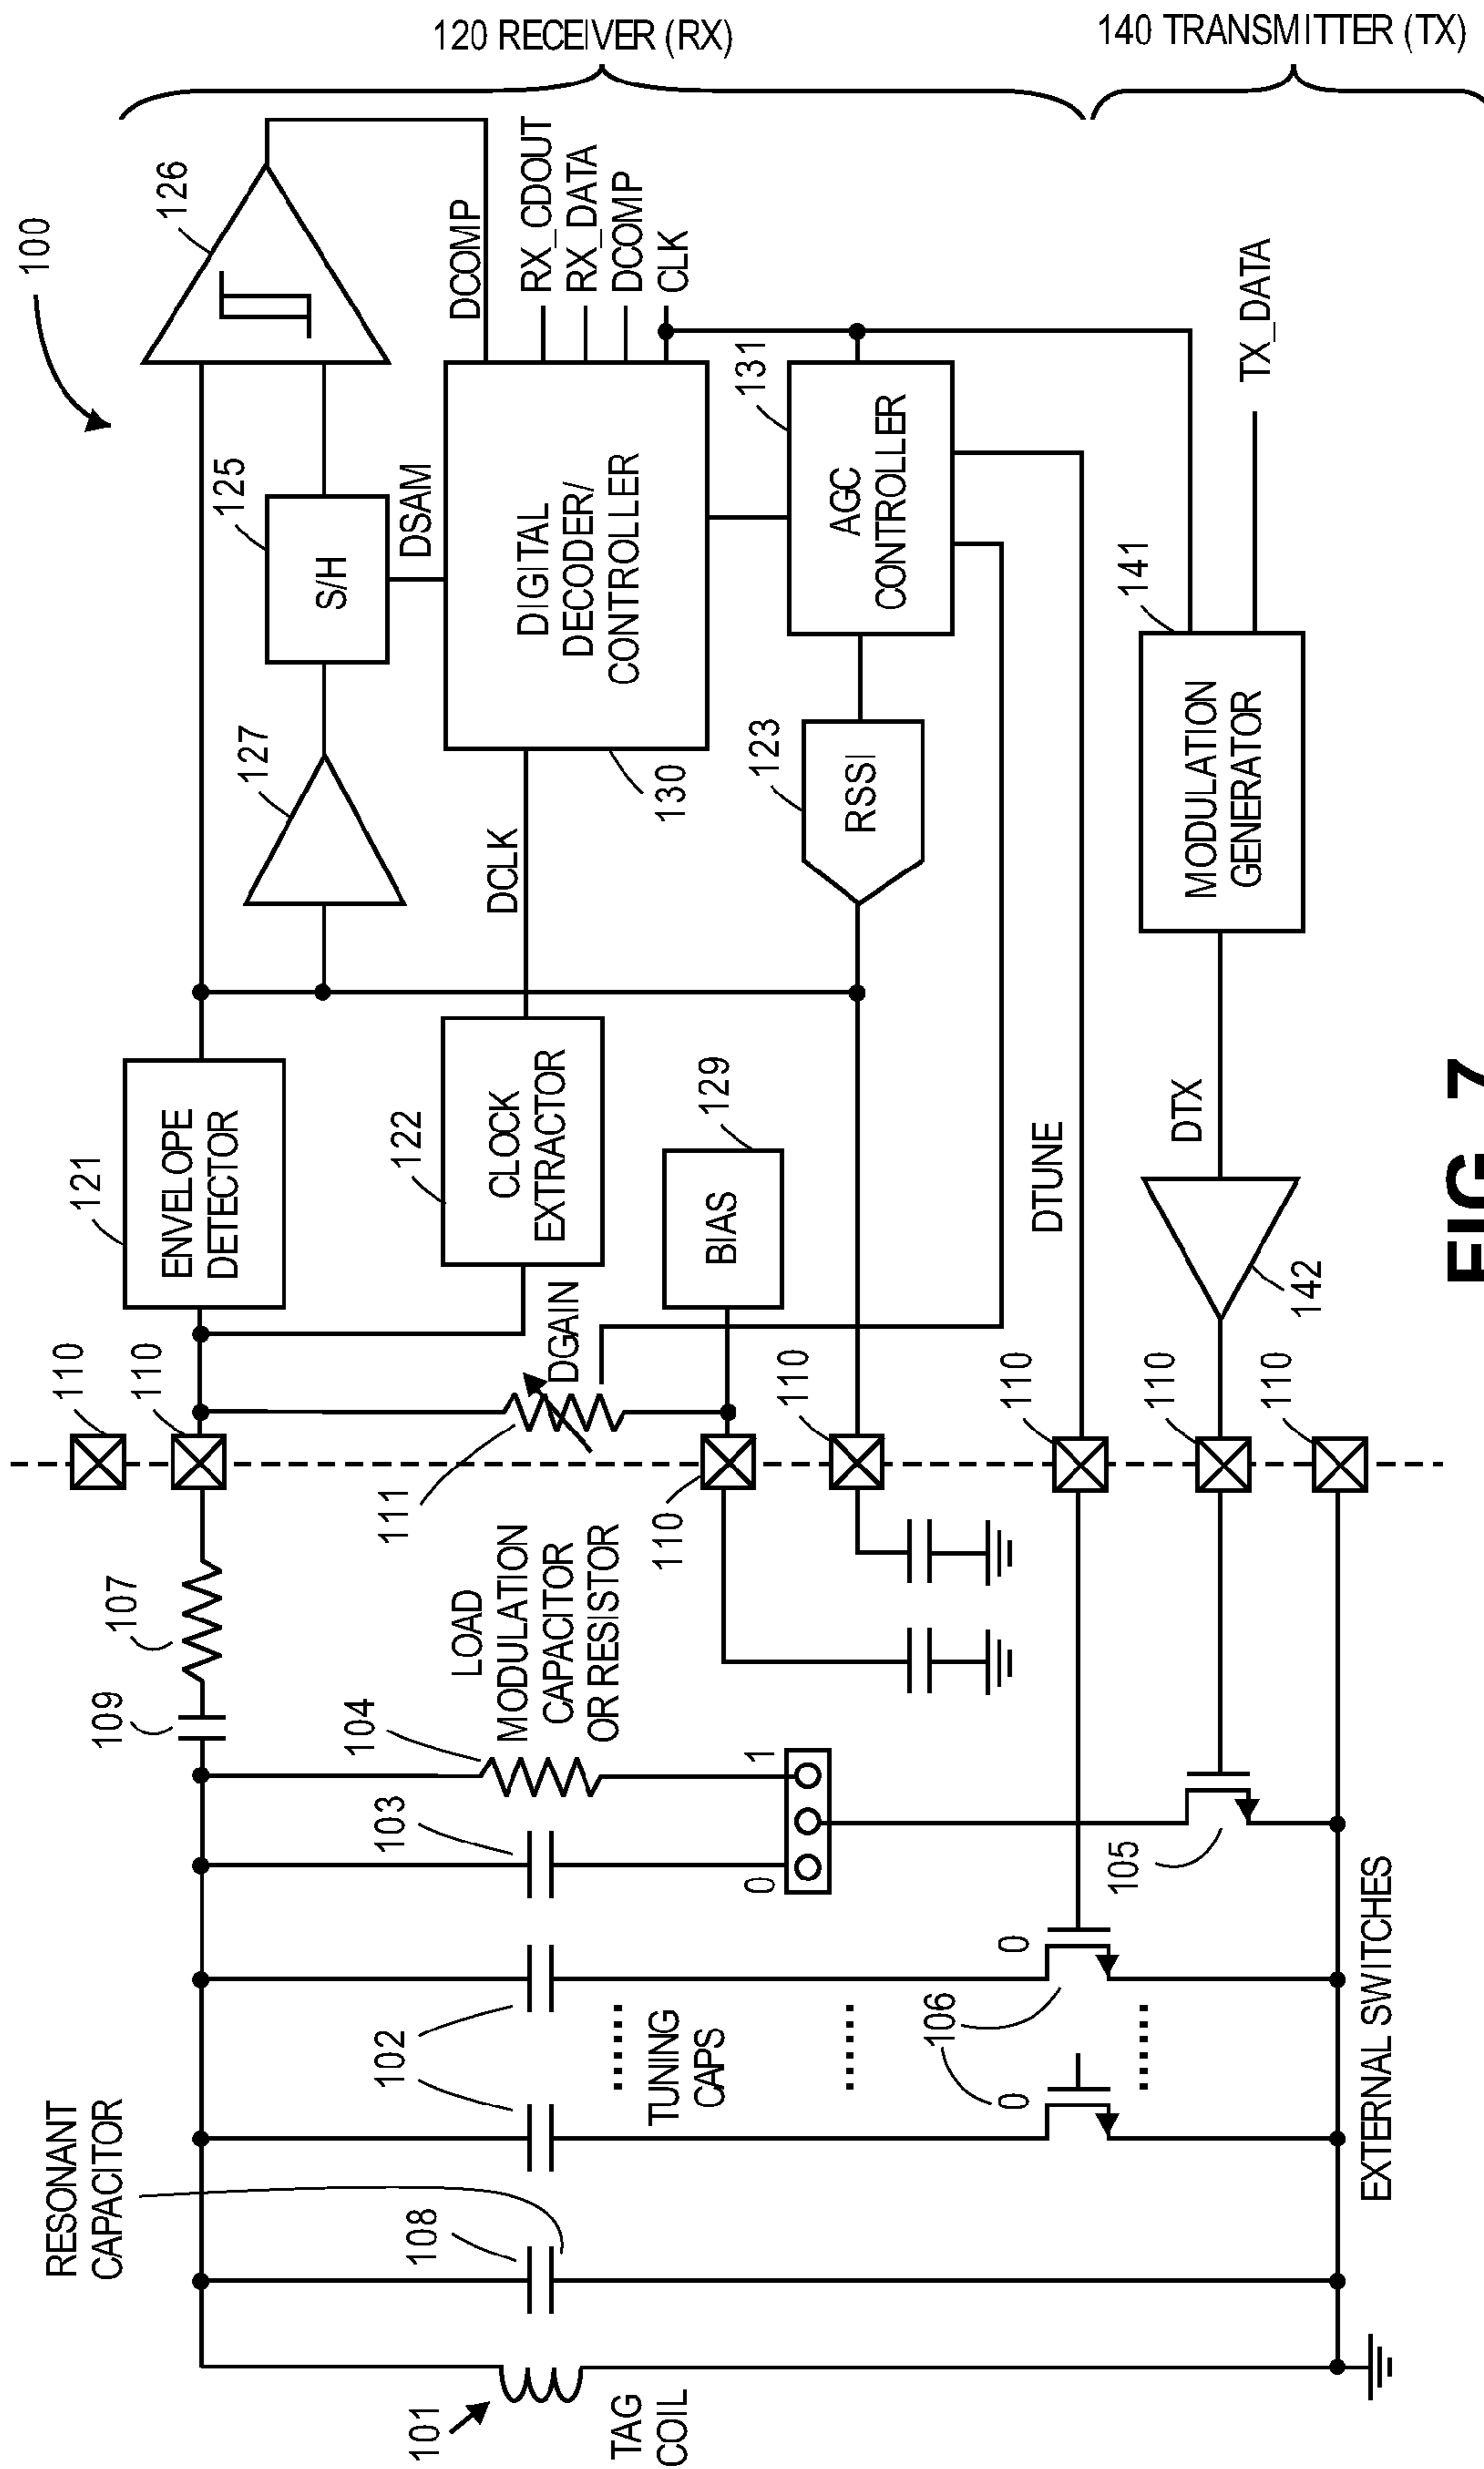 100
120 RECEIVER (RX)
140 TRANSMITTER (TX)
126
DCOMP
RX_CDOUT
RX_DATA
DCOMP
CLK
TX_DATA
125
S/H
DSAM
131
127
DIGITAL
DECODER/
CONTROLLER
130
AGC
CONTROLLER
141
123
RSSI
MODULATION
GENERATOR
DCLK
121
ENVELOPE
DETECTOR
122
CLOCK
EXTRACTOR
129
BIAS
DTUNE
DTX
142
DGAIN
110
110
110
110
110
110
110
111
107
109
LOAD
MODULATION
CAPACITOR
OR RESISTOR
104
103
1
0
105
102
TUNING
CAPS
106
0
0
EXTERNAL SWITCHES
RESONANT
CAPACITOR
108
101
TAG
COIL
FIG. 7